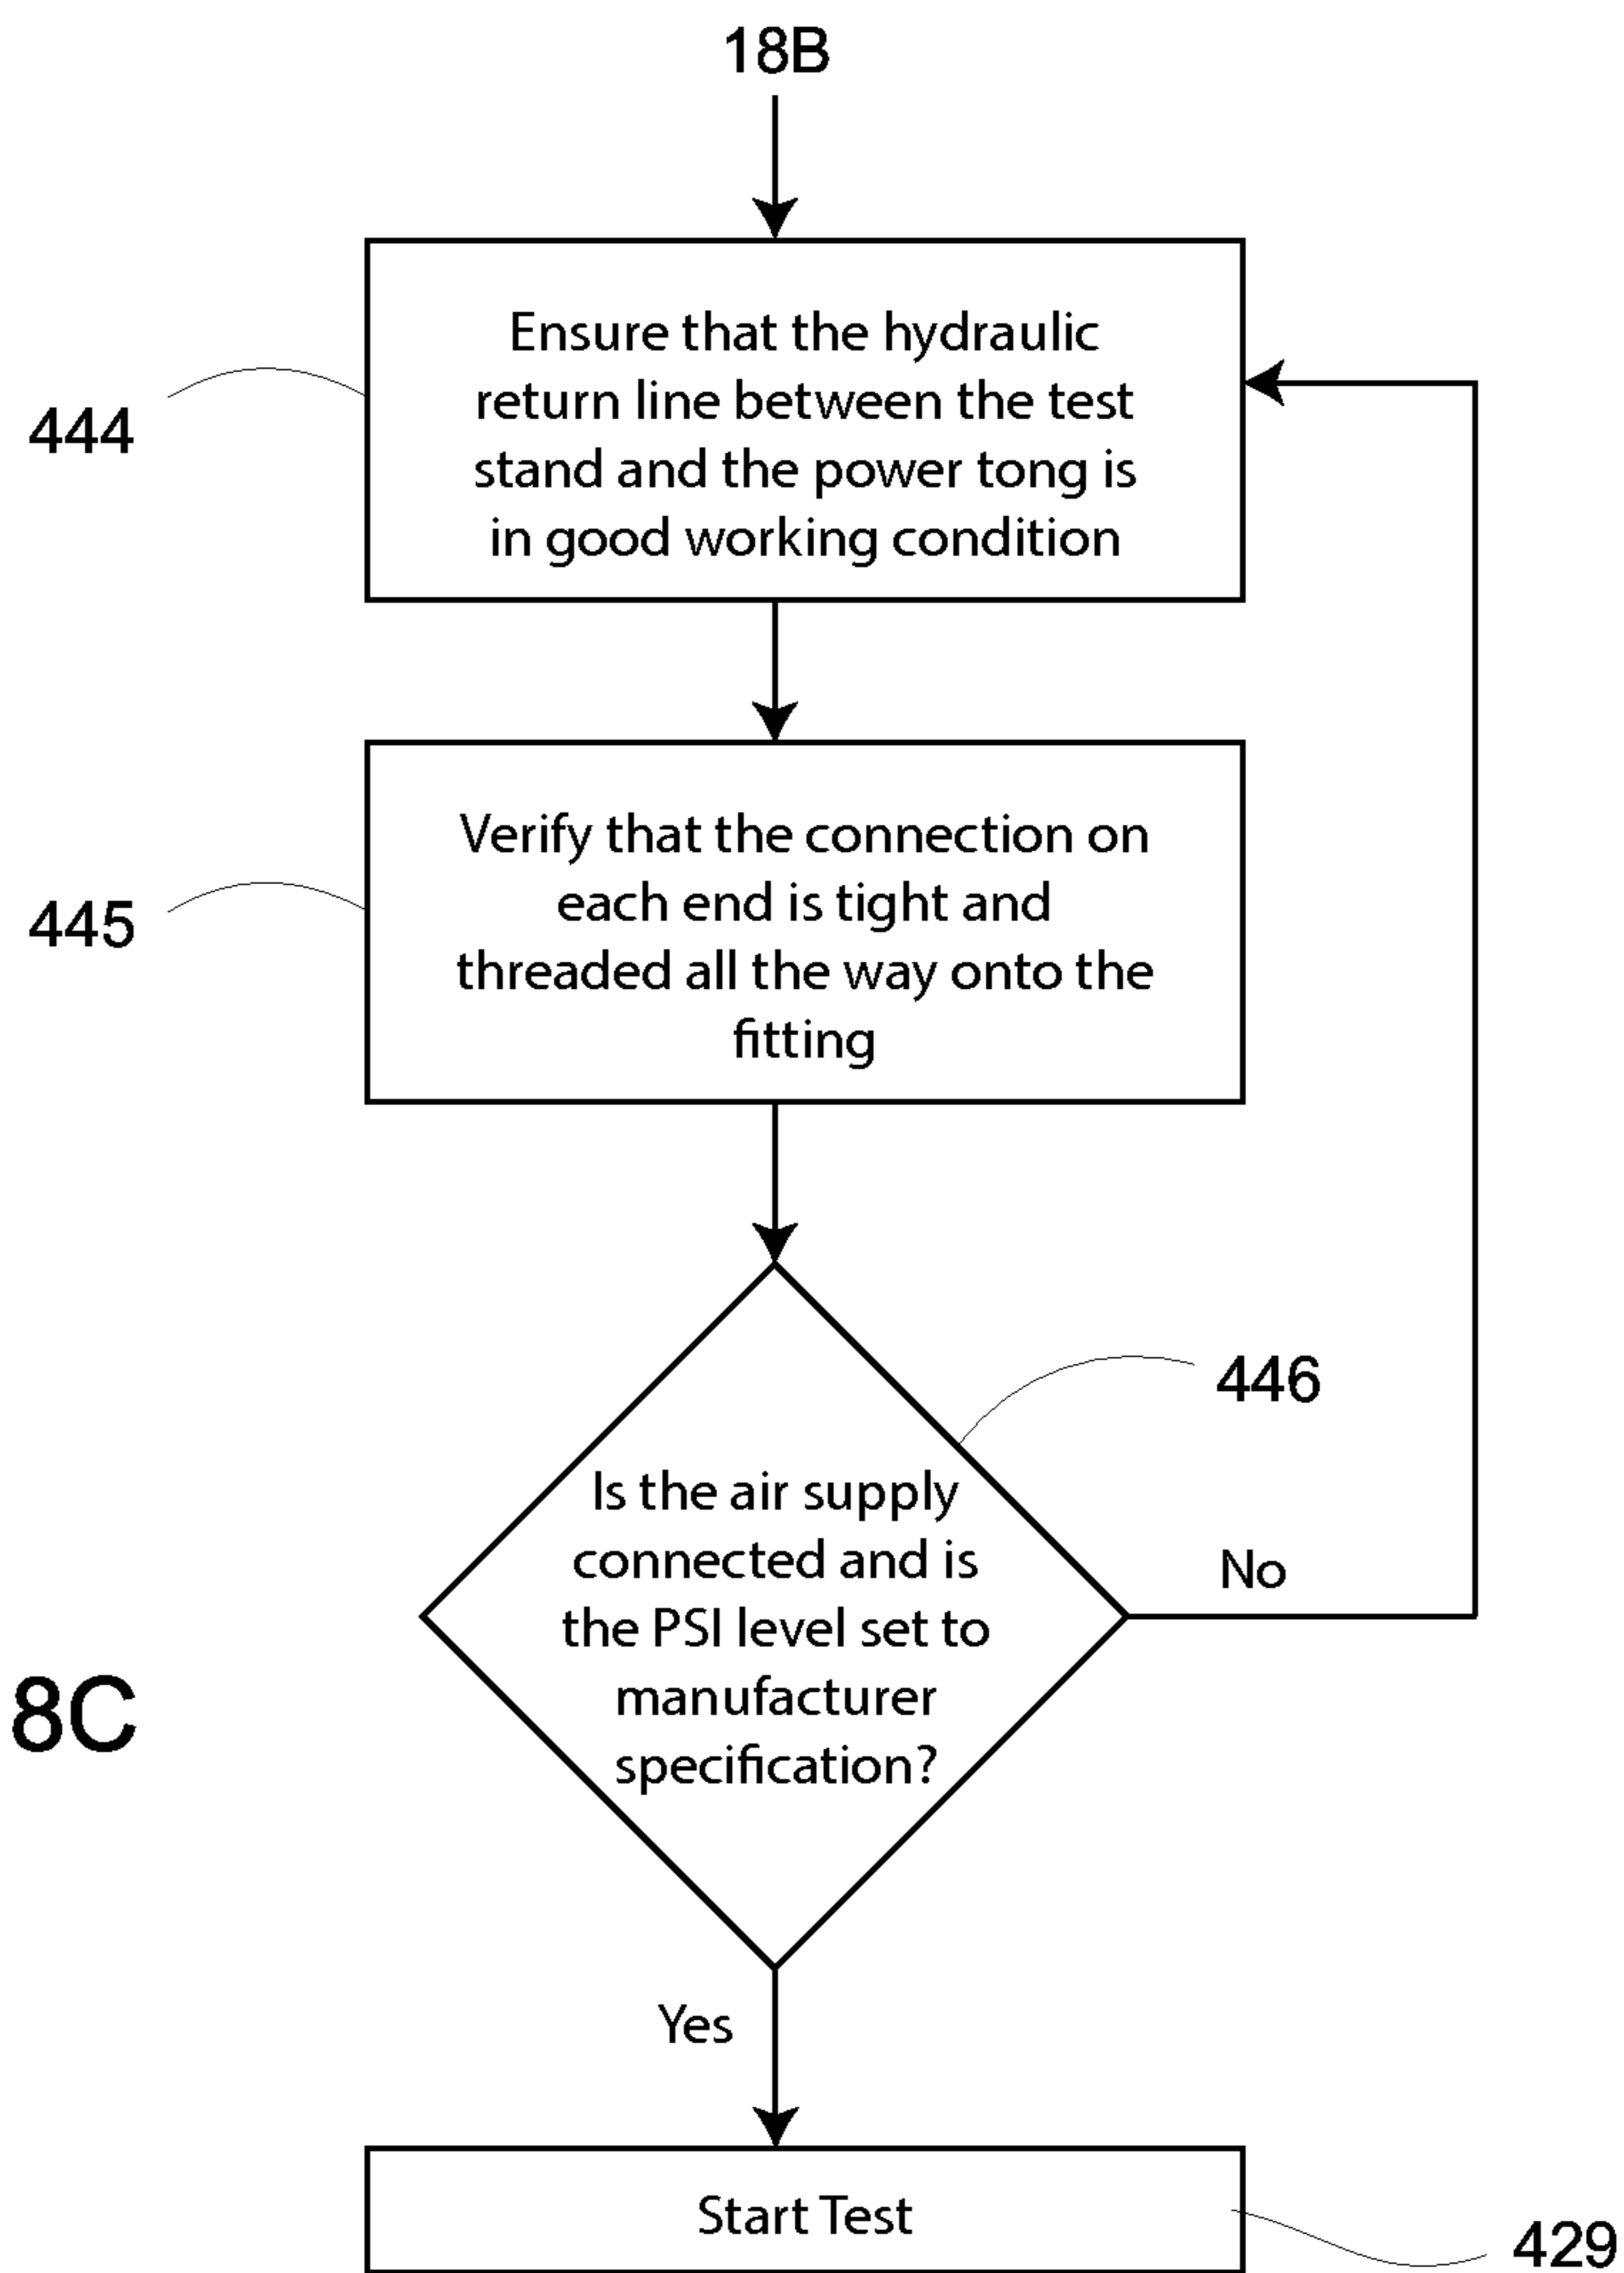 18B
Ensure that the hydraulic
return line between the test
stand and the power tong is
in good working condition
444
Verify that the connection on
each end is tight and
threaded all the way onto the
fitting
445
446
Is the air supply
connected and is
the PSI level set to
manufacturer
specification?
No
8C
Yes
Start Test
429